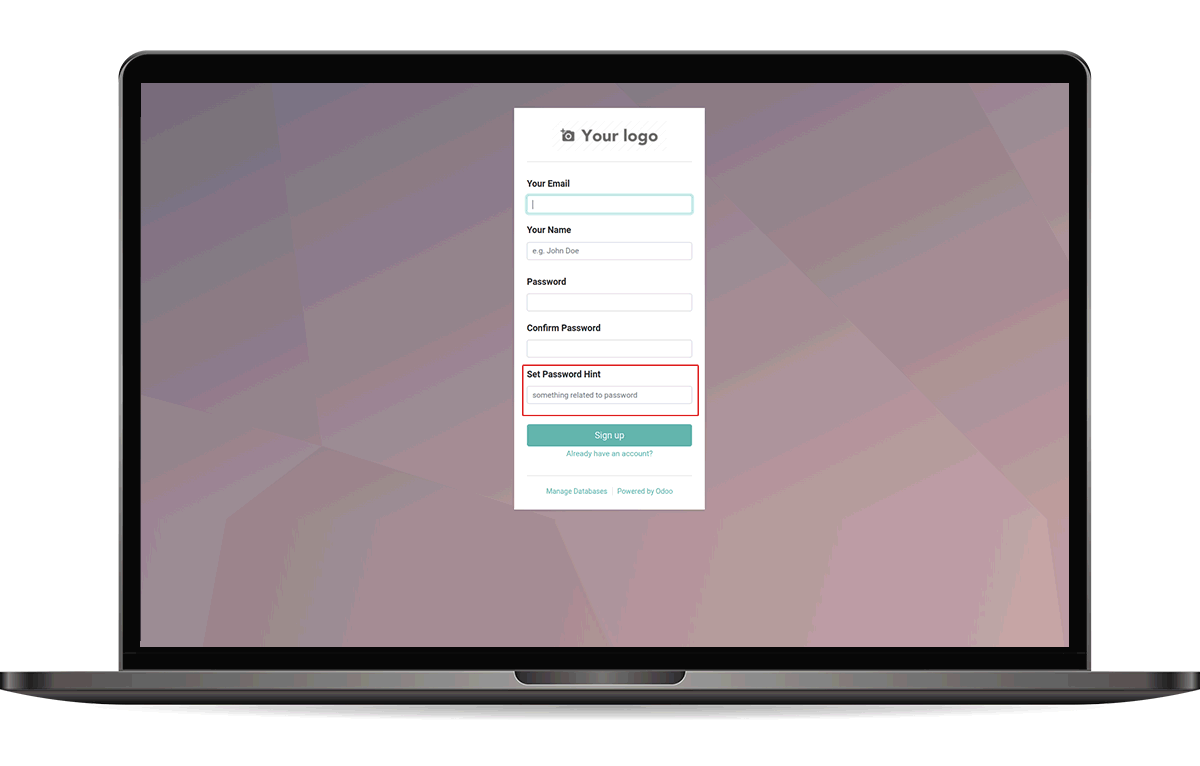 Your logo
Your Email
Your Name
e.g. John Doe
Password
Confirm Password
Set Password Hint
something related to password
Sign up
Already have an account?
Manage Databases | Powered by Odoo